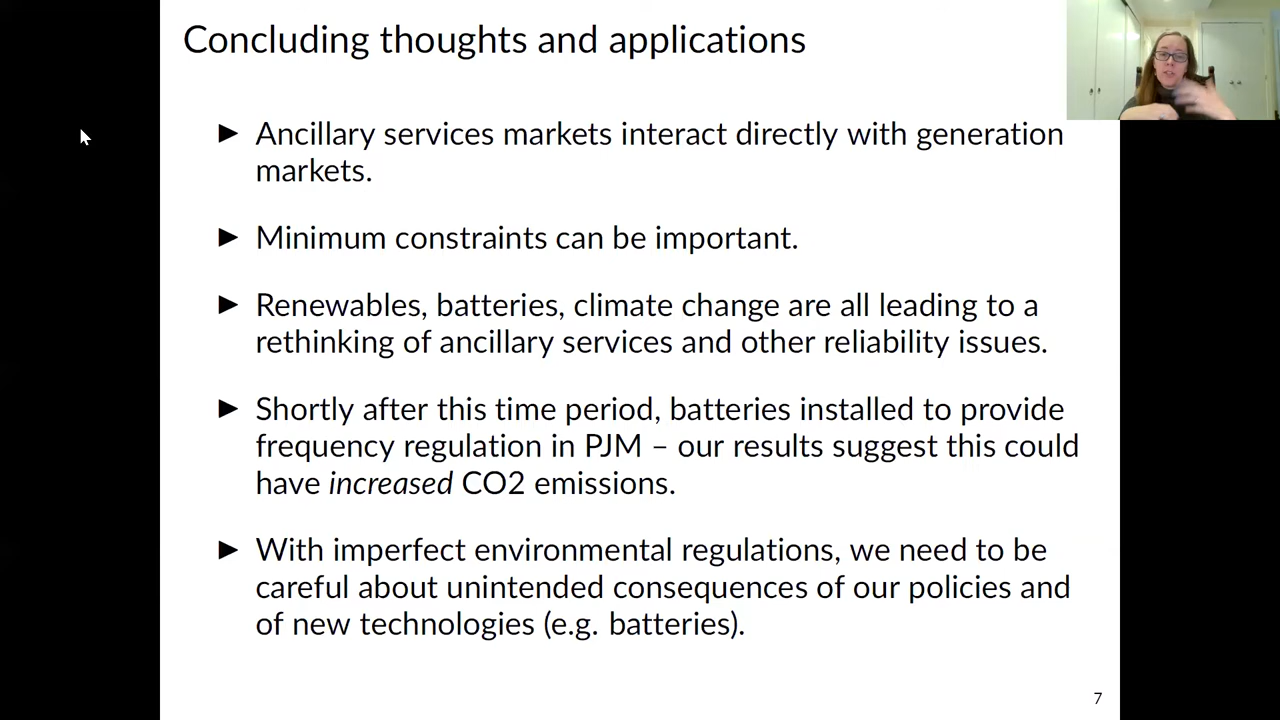 Concluding thoughts and applications
► Ancillary services markets interact directly with generation
markets.
► Minimum constraints can be important.
► Renewables, batteries, climate change are all leading to a
rethinking of ancillary services and other reliability issues.
► Shortly after this time period, batteries installed to provide
frequency regulation in PJM – our results suggest this could
have increased CO2 emissions.
► With imperfect environmental regulations, we need to be
careful about unintended consequences of our policies and
of new technologies (e.g. batteries).
7